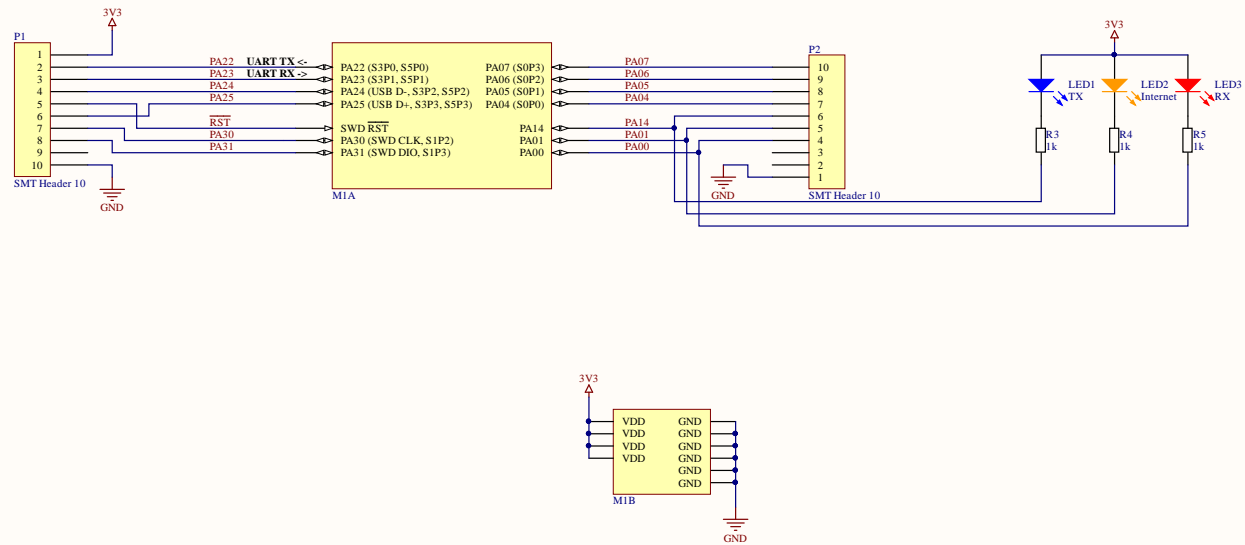 3V3
P1
1
2
3
4
5
6
7
8
9
10
SMT Header 10
GND
PA22 UART TX <-
PA23 UART RX ->
PA24
PA25
RST
PA30
PA31
PA22 (S3P0, S5P0)
PA23 (S3P1, S5P1)
PA24 (USB D-, S3P2, S5P2)
PA25 (USB D+, S3P3, S5P3)
SWD RST
PA30 (SWD CLK, S1P2)
PA31 (SWD DIO, S1P3)
PA07 (S0P3)
PA06 (S0P2)
PA05 (S0P1)
PA04 (S0P0)
PA14
PA01
PA00
M1A
PA07
PA06
PA05
PA04
PA14
PA01
PA00
GND
P2
10
9
8
7
6
5
4
3
2
1
SMT Header 10
3V3
LED1
TX
LED2
Internet
LED3
RX
R3
1k
R4
1k
R5
1k
3V3
VDD GND
VDD GND
VDD GND
VDD GND
GND
GND
M1B
GND